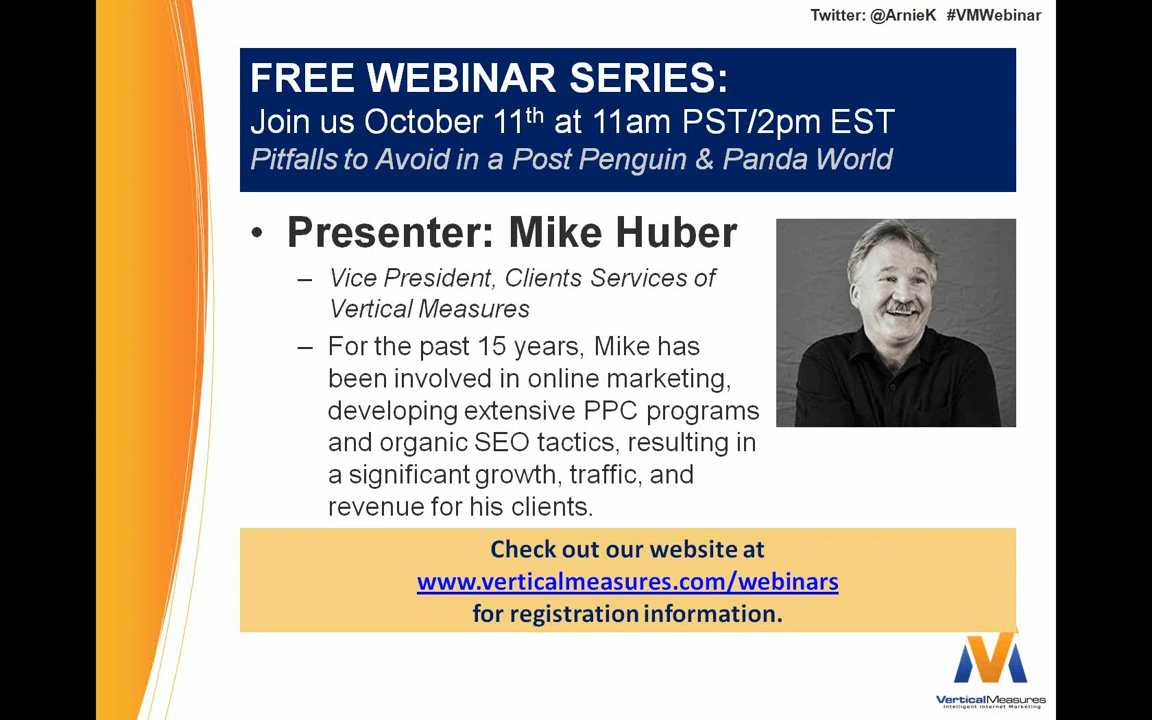 Twitter: @ArnieK #VMWebinar
FREE WEBINAR SERIES:
Join us October 11th at 11am PST/2pm EST
Pitfalls to Avoid in a Post Penguin & Panda World
• Presenter: Mike Huber
– Vice President, Clients Services of
Vertical Measures
– For the past 15 years, Mike has
been involved in online marketing,
developing extensive PPC programs
and organic SEO tactics, resulting in
a significant growth, traffic, and
revenue for his clients.
Check out our website at
www.verticalmeasures.com/webinars
for registration information.
VerticalMeasures
Intelligent Internet Marketing